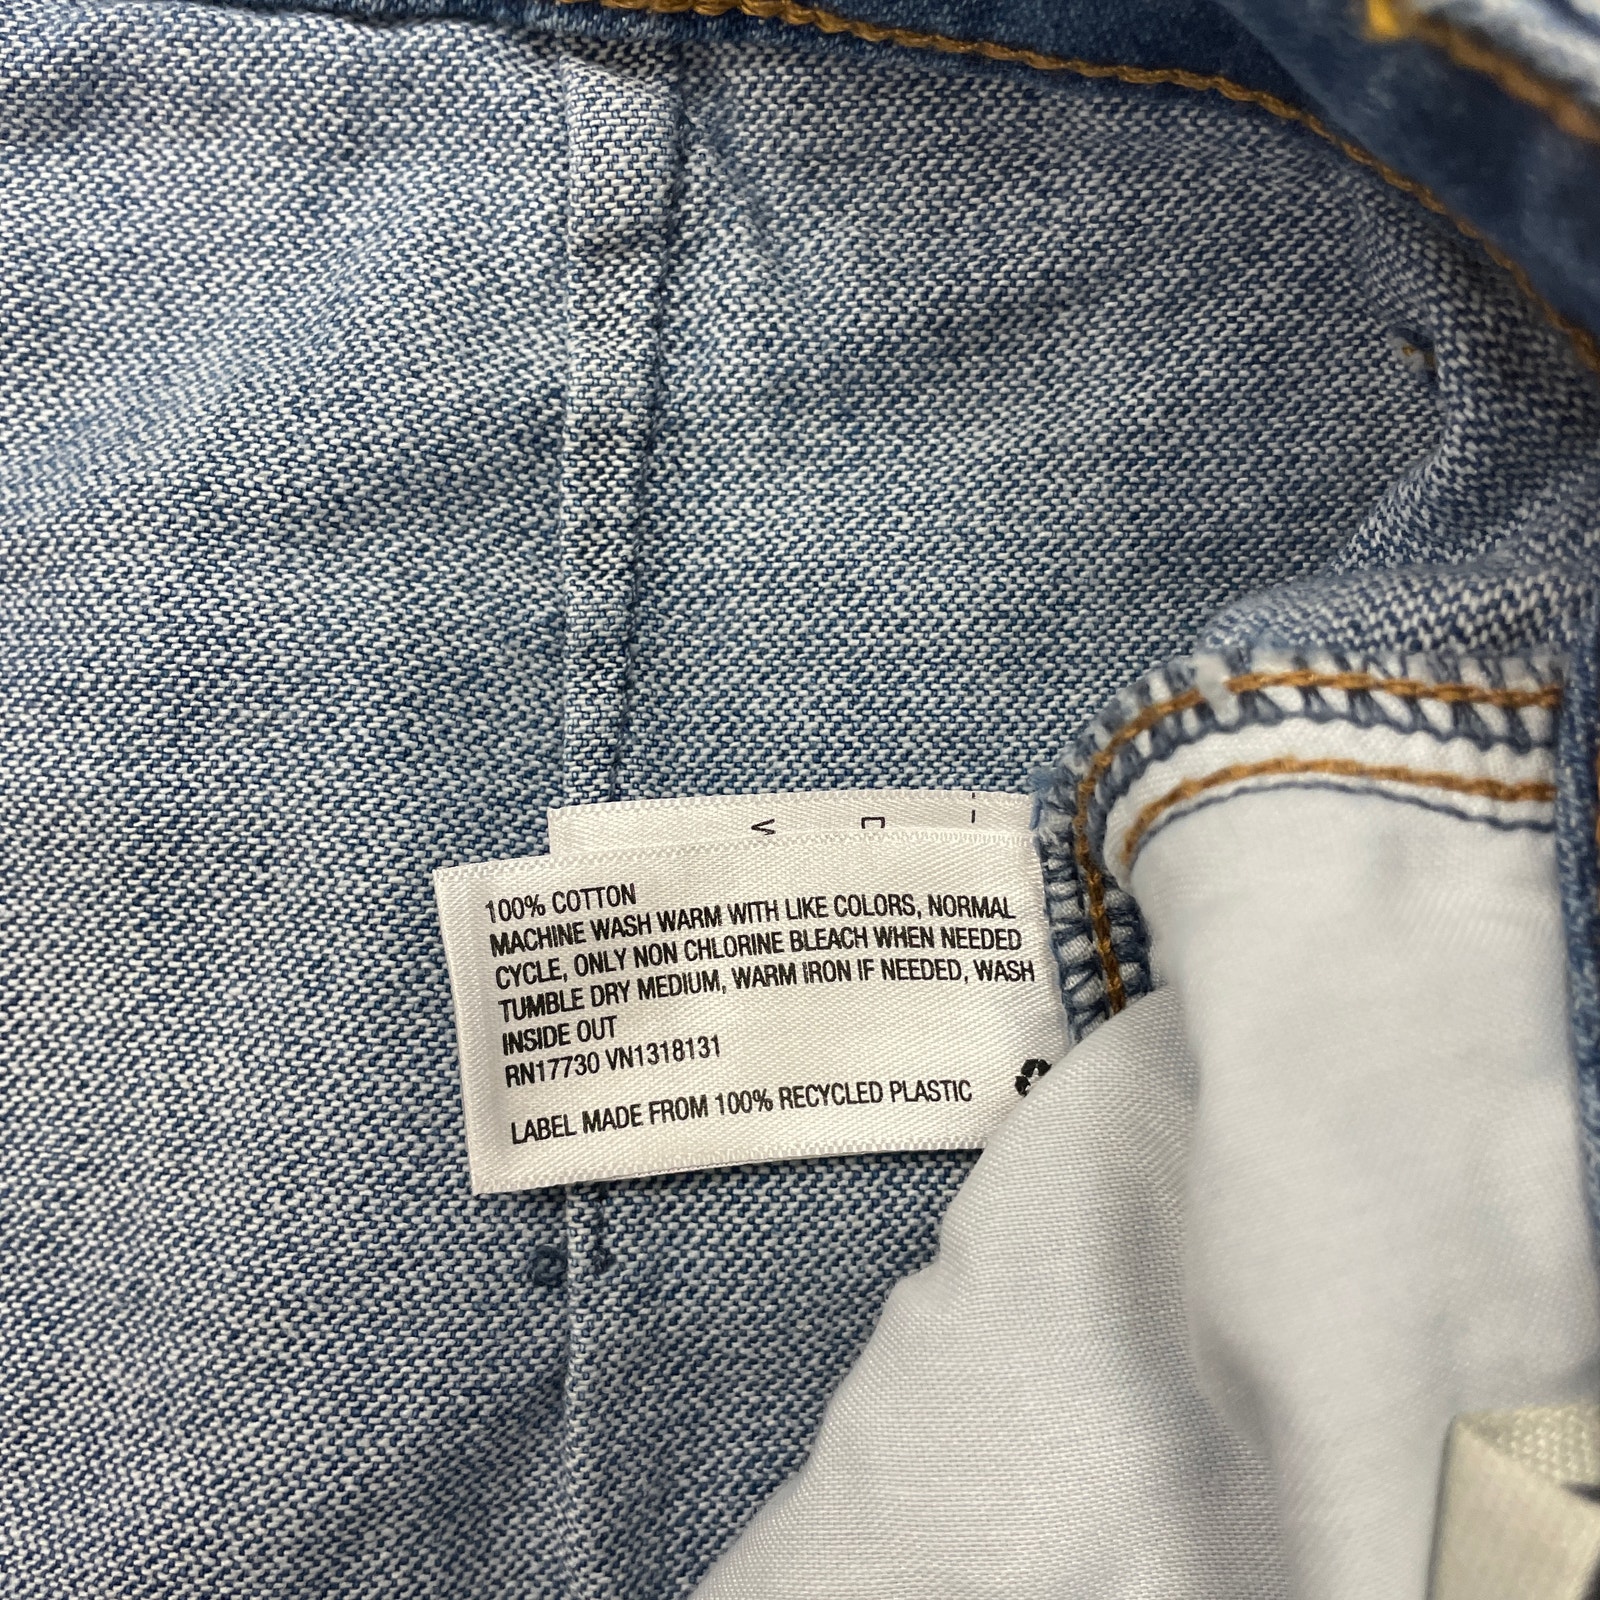 100% COTTON
MACHINE WASH WARM WITH LIKE COLORS, NORMAL
CYCLE, ONLY NON CHLORINE BLEACH WHEN NEEDED
TUMBLE DRY MEDIUM, WARM IRON IF NEEDED, WASH
INSIDE OUT
RN17730 VN1318131
LABEL MADE FROM 100% RECYCLED PLASTIC